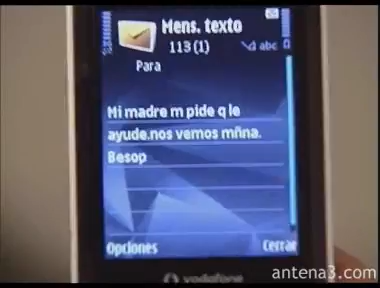 Mens. texto
113 (1)
abc
Para
Mi madre m pide q le
ayude.nos vemos mñna.
Besop
Opciones
Cerrar
vodafone
antena3.com